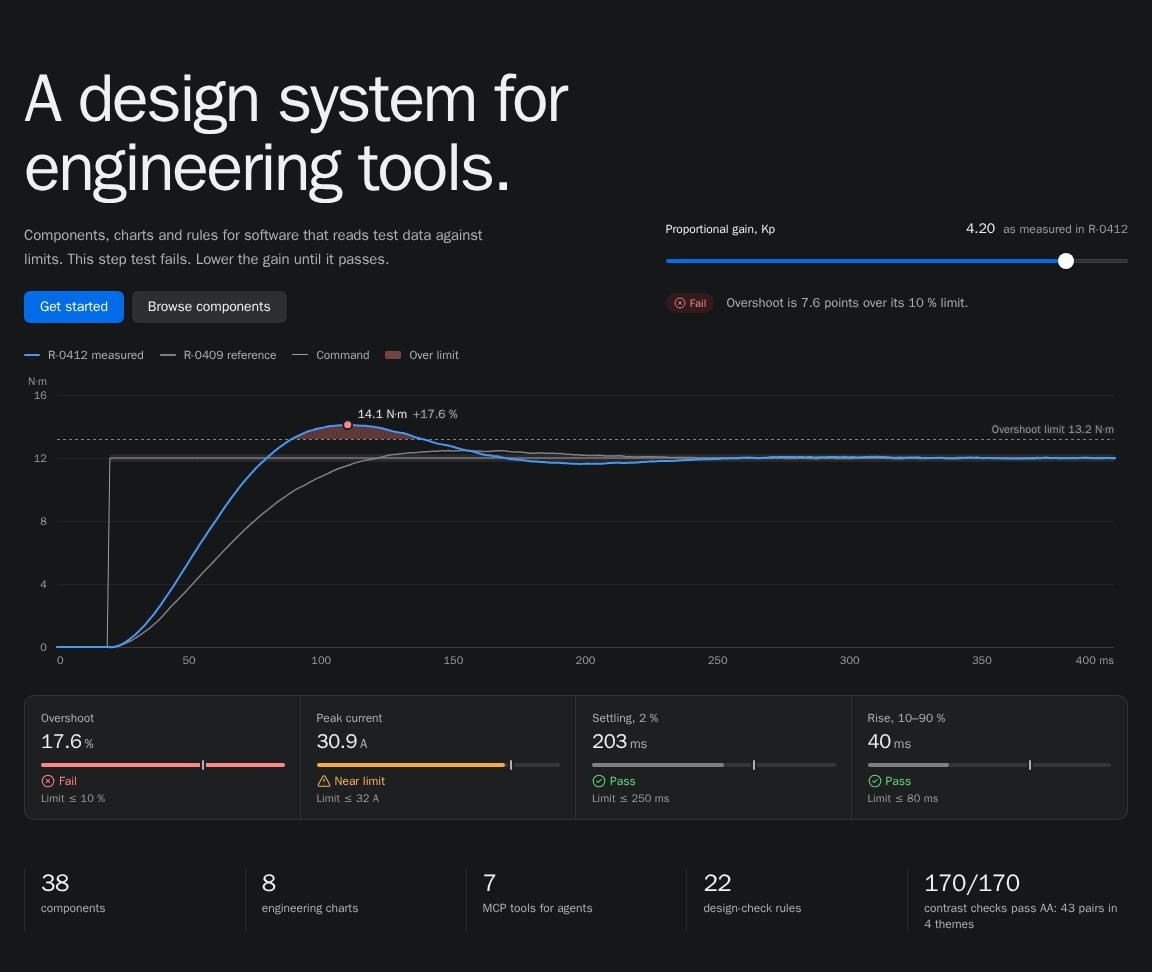 A design system for
engineering tools.
Components, charts and rules for software that reads test data against
limits. This step test fails. Lower the gain until it passes.
Get started
Browse components
Proportional gain, Kp
4.20 as measured in R-0412
Fail
Overshoot is 7.6 points over its 10 % limit.
R-0412 measured
R-0409 reference
Command
Over limit
N·m
16
12
8
4
0
14.1 N·m +17.6 %
Overshoot limit 13.2 N·m
0
50
100
150
200
250
300
350
400 ms
Overshoot
17.6 %
Fail
Limit ≤ 10 %
Peak current
30.9 A
Near limit
Limit ≤ 32 A
Settling, 2 %
203 ms
Pass
Limit ≤ 250 ms
Rise, 10–90 %
40 ms
Pass
Limit ≤ 80 ms
38
components
8
engineering charts
7
MCP tools for agents
22
design-check rules
170/170
contrast checks pass AA: 43 pairs in
4 themes